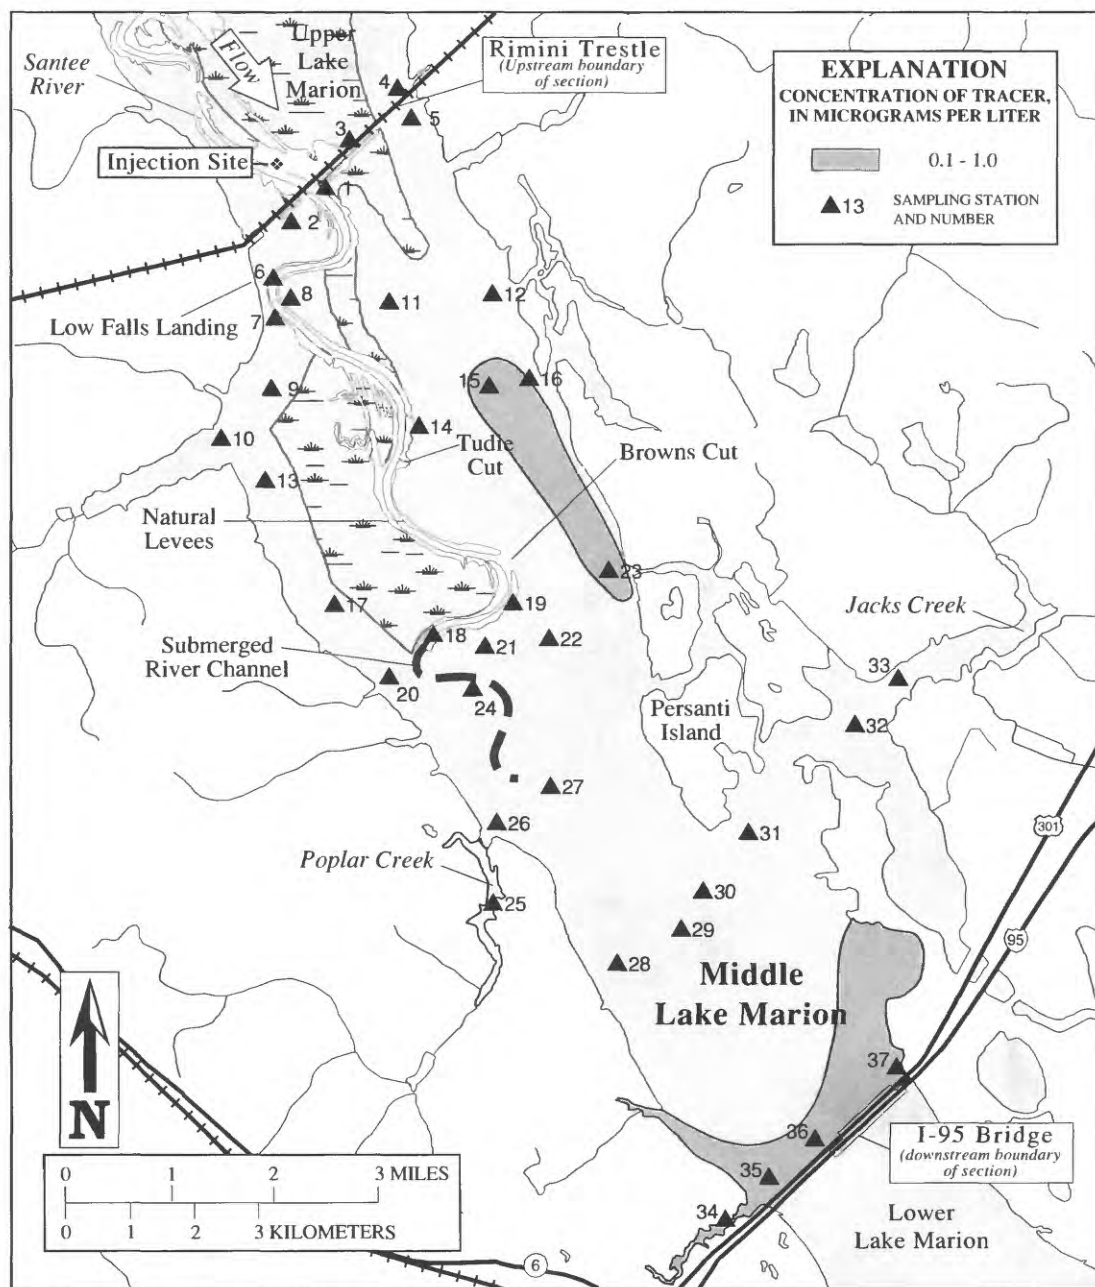 Santee
River
Flow
Upper
Lake
Marion
Rimini Trestle
(Upstream boundary
of section)
EXPLANATION
CONCENTRATION OF TRACER,
IN MICROGRAMS PER LITER
0.1 - 1.0
13 SAMPLING STATION
AND NUMBER
4
5
3
Injection Site
1
2
6
8
7
11
12
Low Falls Landing
9
15
16
10
14
Tudle
Cut
Browns Cut
13
Natural
Levees
23
17
19
Jacks Creek
18
21
22
Submerged
River Channel
20
24
33
Persanti
Island
32
27
26
31
301
Poplar Creek
25
30
29
95
28
Middle
Lake Marion
37
N
36
I-95 Bridge
(downstream boundary
of section)
35
34
0 1 2 3 MILES
0 1 2 3 KILOMETERS
Lower
Lake Marion
6